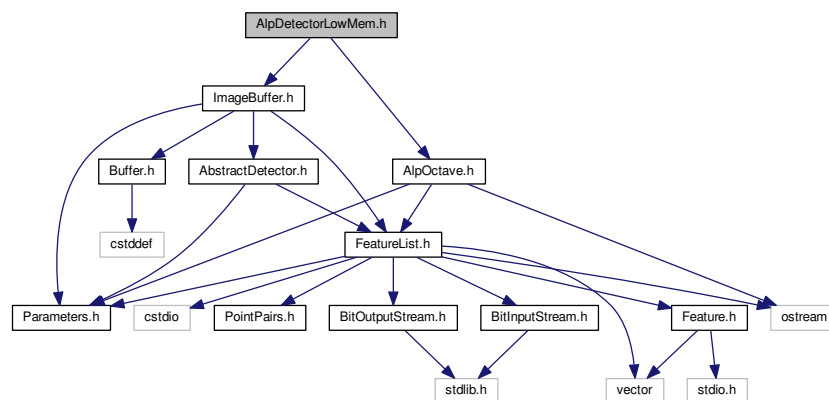 AlpDetectorLowMem.h
ImageBuffer.h
Buffer.h
AbstractDetector.h
AlpOctave.h
cstddef
FeatureList.h
Parameters.h
cstdio
PointPairs.h
BitOutputStream.h
BitInputStream.h
Feature.h
ostream
stdlib.h
vector
stdio.h